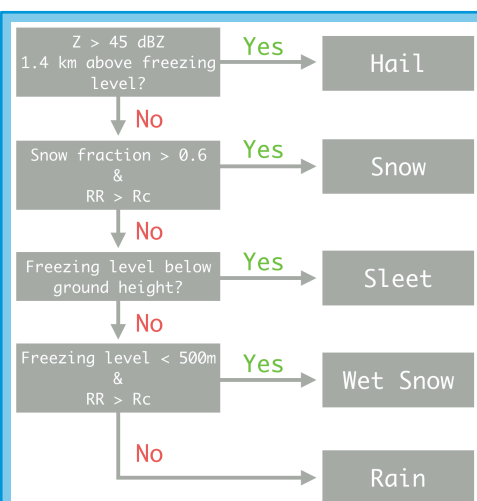 Z > 45 dBZ
1.4 km above freezing
level?
Yes
Hail
No
Snow fraction > 0.6
&
RR > Rc
Yes
Snow
No
Freezing level below
ground height?
Yes
Sleet
No
Freezing level < 500m
&
RR > Rc
Yes
Wet Snow
No
Rain